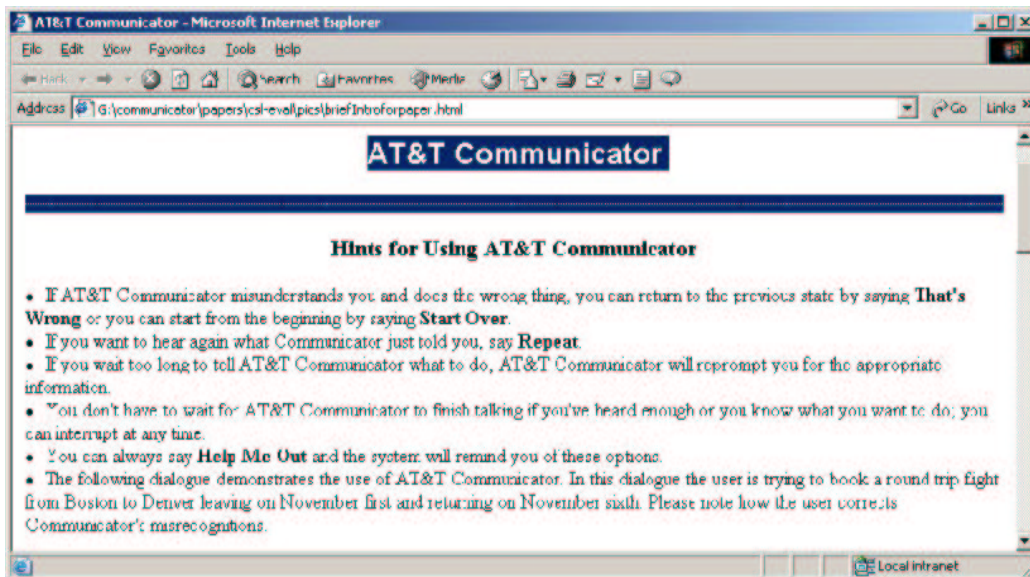 AT&T Communicator - Microsoft Internet Explorer
File Edit View Favorites Tools Help
Back Search Favorites Media
Address G:\communicator\papers\csl-eval\pics\briefIntroforpaper.html Go Links »
AT&T Communicator
Hints for Using AT&T Communicator
• If AT&T Communicator misunderstands you and does the wrong thing, you can return to the previous state by saying That's
Wrong or you can start from the beginning by saying Start Over.
• If you want to hear again what Communicator just told you, say Repeat.
• If you wait too long to tell AT&T Communicator what to do, AT&T Communicator will reprompt you for the appropriate
information.
• You don't have to wait for AT&T Communicator to finish talking if you've heard enough or you know what you want to do; you
can interrupt at any time.
• You can always say Help Me Out and the system will remind you of these options.
• The following dialogue demonstrates the use of AT&T Communicator. In this dialogue the user is trying to book a round trip fight
from Boston to Denver leaving on November first and returning on November sixth. Please note how the user corrects
Communicator's misrecognitions.
Local intranet